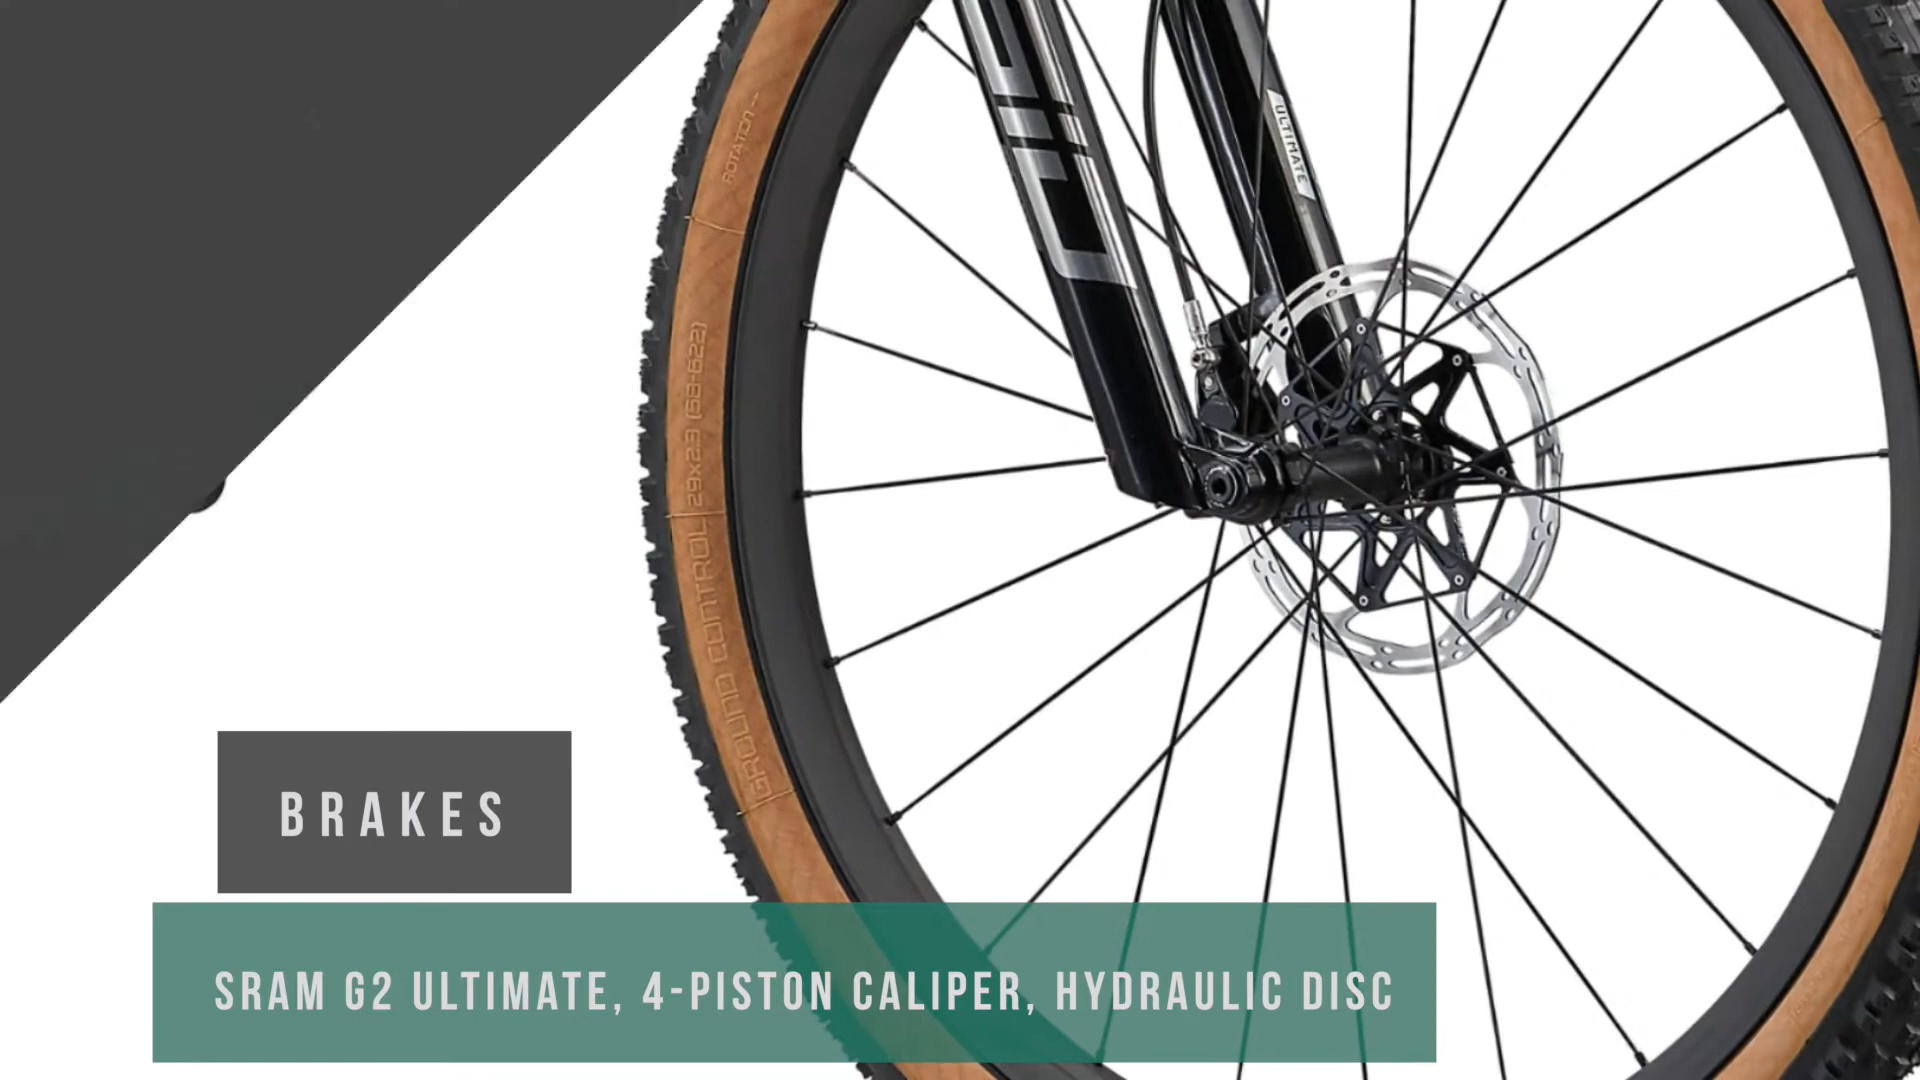 ROTATION
ULTIMATE
GROUND CONTROL 29x2.3 (58-622)
BRAKES
SRAM G2 ULTIMATE, 4-PISTON CALIPER, HYDRAULIC DISC